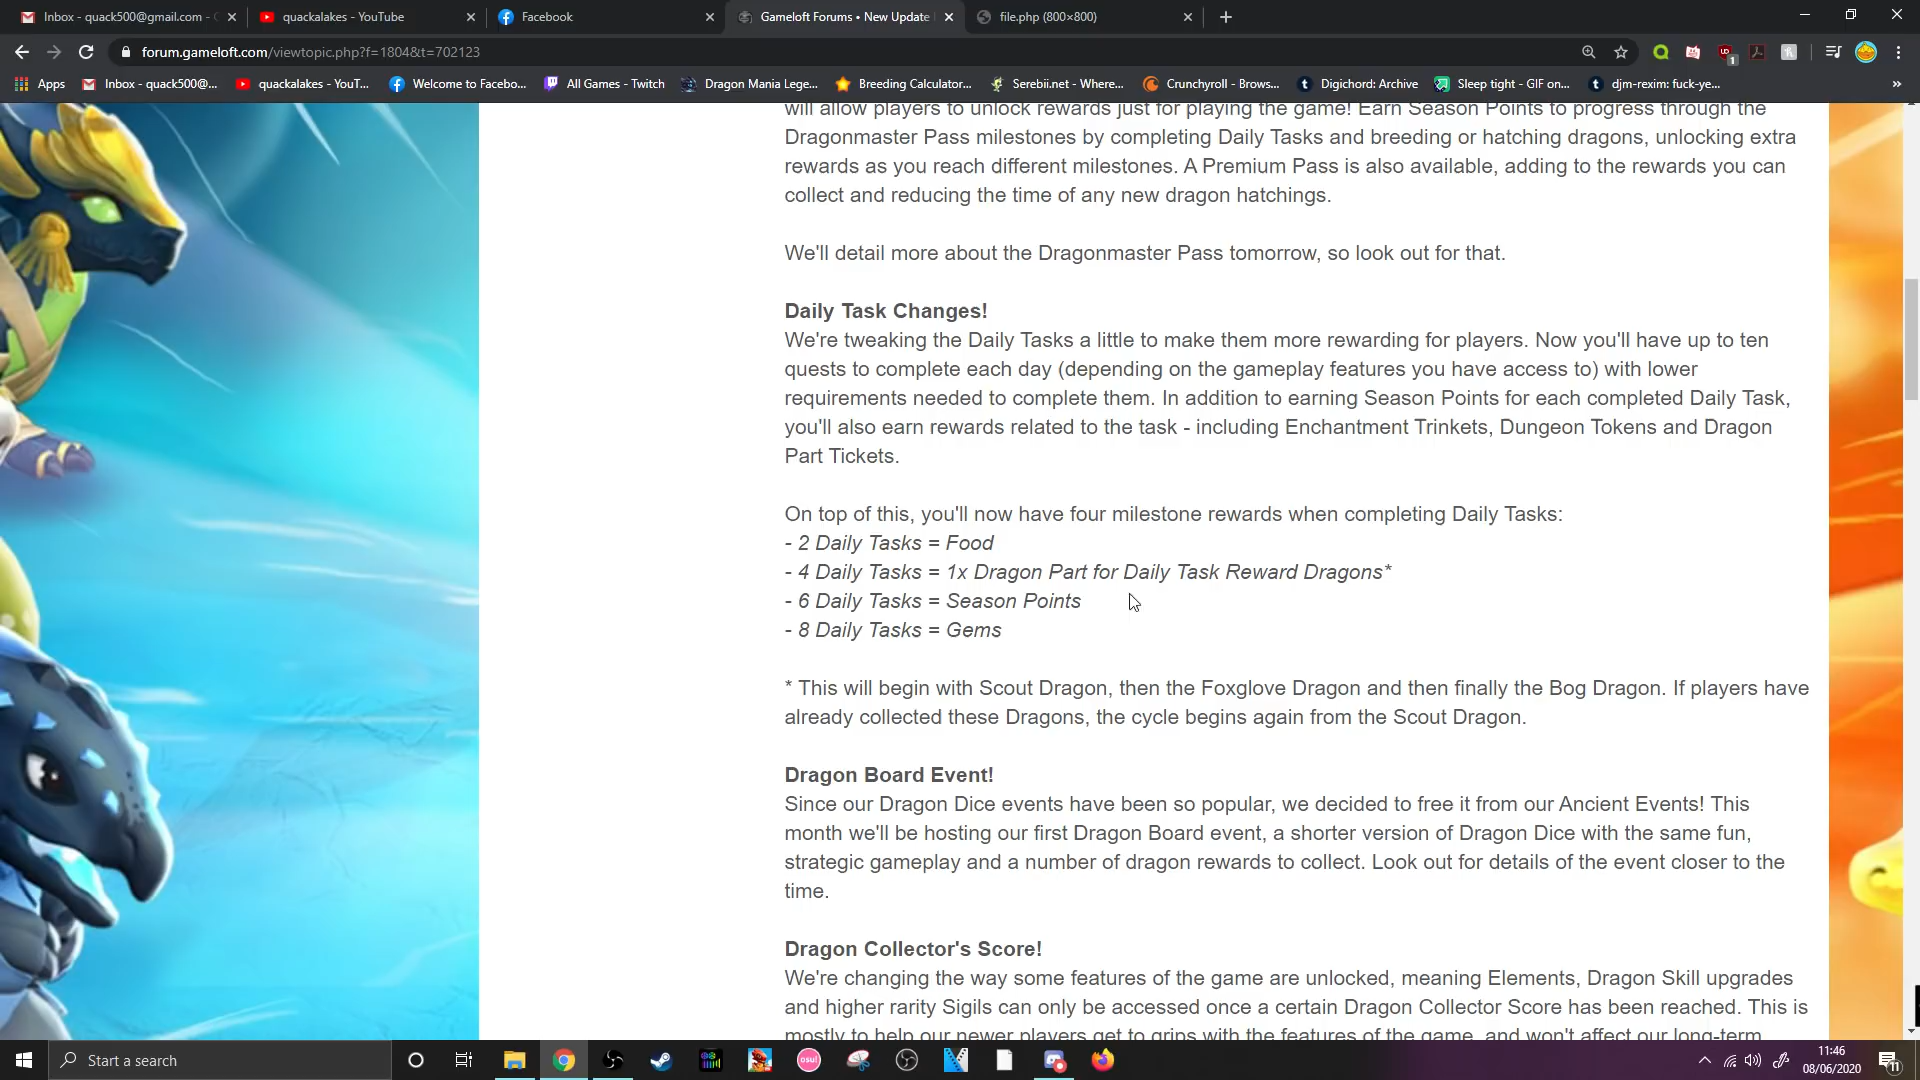 Inbox - quack500@gmail.com -
quackalakes - YouTube
Facebook
Gameloft Forums • New Update
file.php (800×800)
forum.gameloft.com/viewtopic.php?f=1804&t=702123
Apps
Inbox - quack500@...
quackalakes - YouT...
Welcome to Facebo...
All Games - Twitch
Dragon Mania Lege...
Breeding Calculator...
Serebii.net - Where...
Crunchyroll - Brows...
Digichord: Archive
Sleep tight - GIF on...
djm-rexim: fuck-ye...
»
will allow players to unlock rewards just for playing the game! Earn Season Points to progress through the
Dragonmaster Pass milestones by completing Daily Tasks and breeding or hatching dragons, unlocking extra
rewards as you reach different milestones. A Premium Pass is also available, adding to the rewards you can
collect and reducing the time of any new dragon hatchings.
We'll detail more about the Dragonmaster Pass tomorrow, so look out for that.
Daily Task Changes!
We're tweaking the Daily Tasks a little to make them more rewarding for players. Now you'll have up to ten
quests to complete each day (depending on the gameplay features you have access to) with lower
requirements needed to complete them. In addition to earning Season Points for each completed Daily Task,
you'll also earn rewards related to the task - including Enchantment Trinkets, Dungeon Tokens and Dragon
Part Tickets.
On top of this, you'll now have four milestone rewards when completing Daily Tasks:
- 2 Daily Tasks = Food
- 4 Daily Tasks = 1x Dragon Part for Daily Task Reward Dragons*
- 6 Daily Tasks = Season Points
- 8 Daily Tasks = Gems
* This will begin with Scout Dragon, then the Foxglove Dragon and then finally the Bog Dragon. If players have
already collected these Dragons, the cycle begins again from the Scout Dragon.
Dragon Board Event!
Since our Dragon Dice events have been so popular, we decided to free it from our Ancient Events! This
month we'll be hosting our first Dragon Board event, a shorter version of Dragon Dice with the same fun,
strategic gameplay and a number of dragon rewards to collect. Look out for details of the event closer to the
time.
Dragon Collector's Score!
We're changing the way some features of the game are unlocked, meaning Elements, Dragon Skill upgrades
and higher rarity Sigils can only be accessed once a certain Dragon Collector Score has been reached. This is
mostly to help our newer players get to grips with the features of the game, and won't affect our long-term
Start a search
osu!
11:46
08/06/2020
11